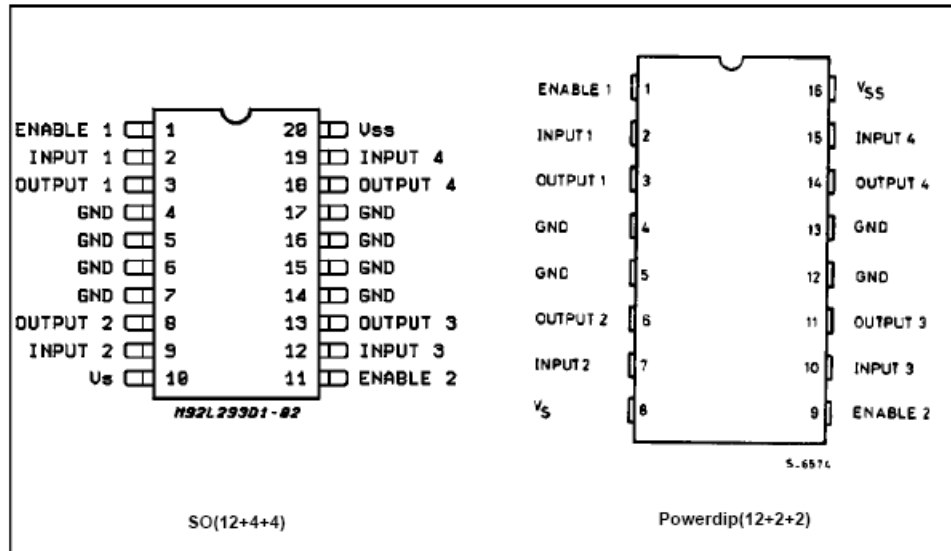 ENABLE 1 1 20 Vss
INPUT 1 2 19 INPUT 4
OUTPUT 1 3 18 OUTPUT 4
GND 4 17 GND
GND 5 16 GND
GND 6 15 GND
GND 7 14 GND
OUTPUT 2 8 13 OUTPUT 3
INPUT 2 9 12 INPUT 3
Vs 10 11 ENABLE 2
M92L293D1-02
SO(12+4+4)
ENABLE 1 1 16 VSS
INPUT1 2 15 INPUT 4
OUTPUT 1 3 14 OUTPUT 4
GND 4 13 GND
GND 5 12 GND
OUTPUT 2 6 11 OUTPUT 3
INPUT2 7 10 INPUT 3
VS 8 9 ENABLE 2
S-6574
Powerdip(12+2+2)